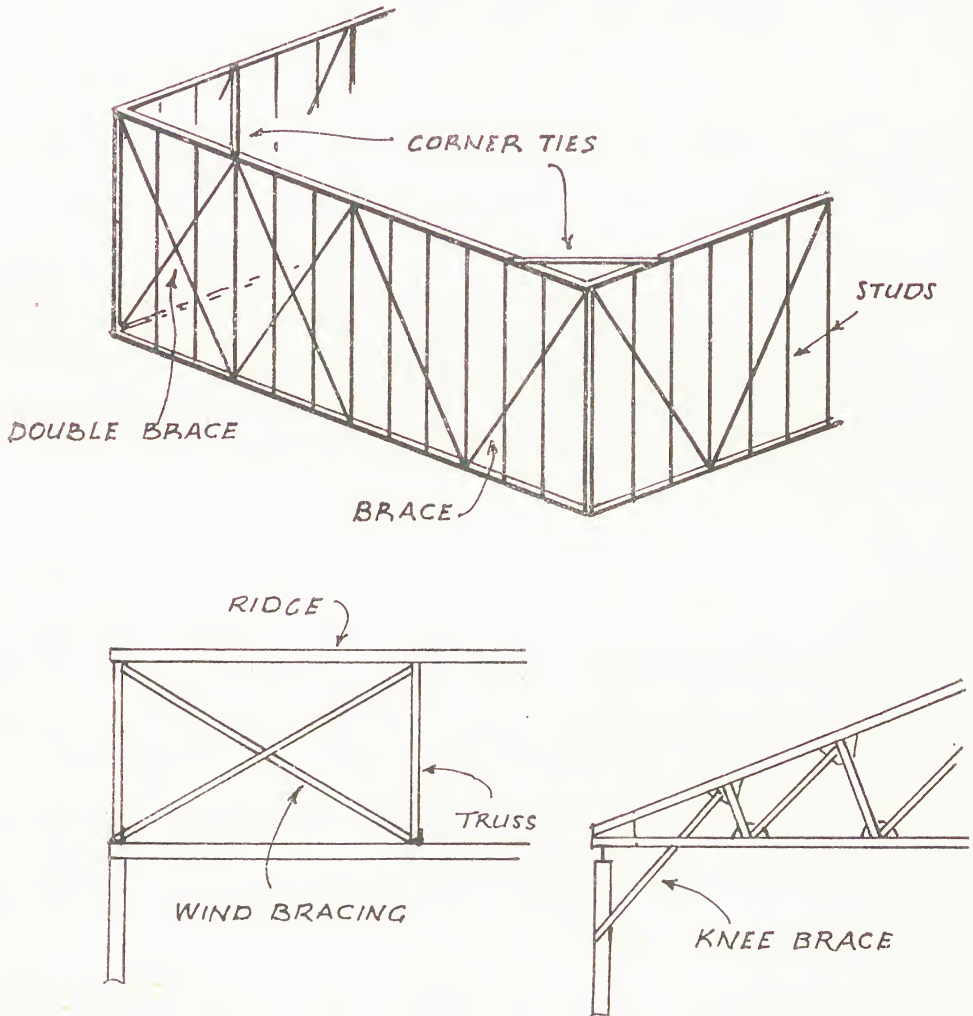 CORNER TIES
STUDS
DOUBLE BRACE
BRACE
RIDGE
TRUSS
WIND BRACING
KNEE BRACE